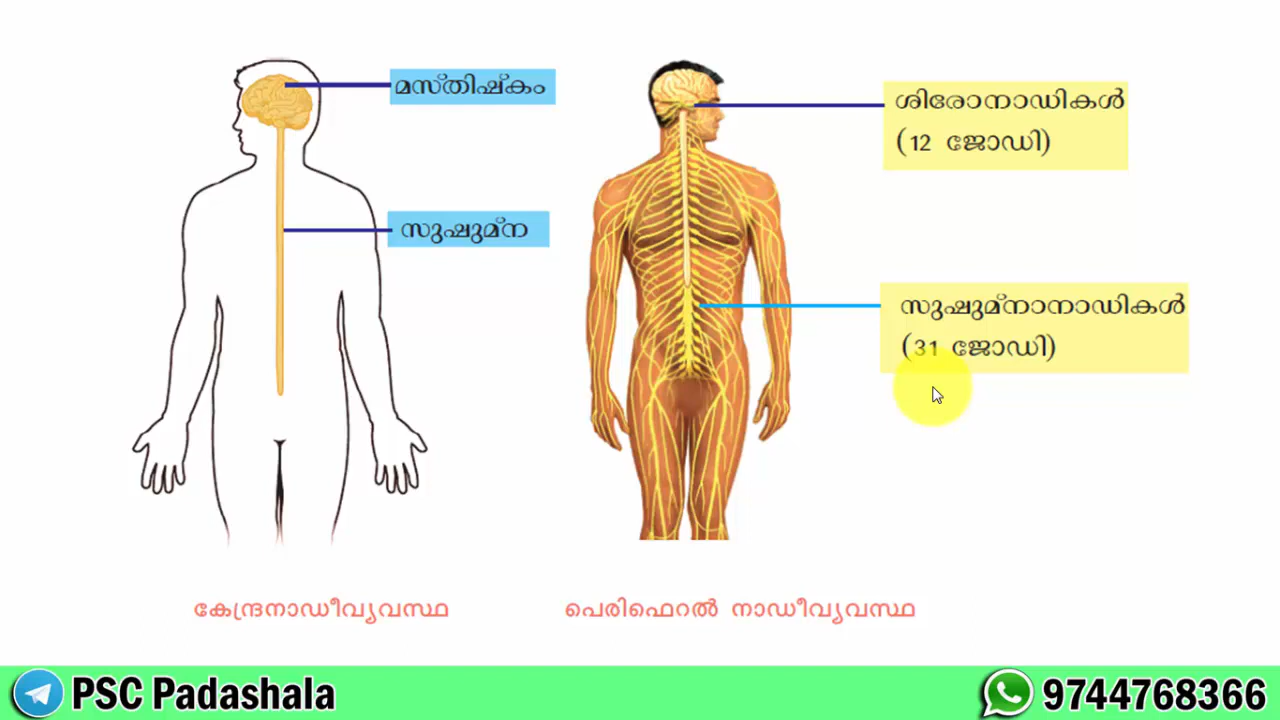 മസ്തിഷ്കം
സുഷുമ്ന
ശിരോനാഡികൾ
(12 ജോഡി)
സുഷുമ്നാനാഡികൾ
(31 ജോഡി)
കേന്ദ്രനാഡീവ്യവസ്ഥ
പെരിഫെറൽ നാഡീവ്യവസ്ഥ
PSC Padashala
9744768366